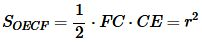 S_{OECF} = \frac{1}{2} \cdot FC \cdot CE = r^2